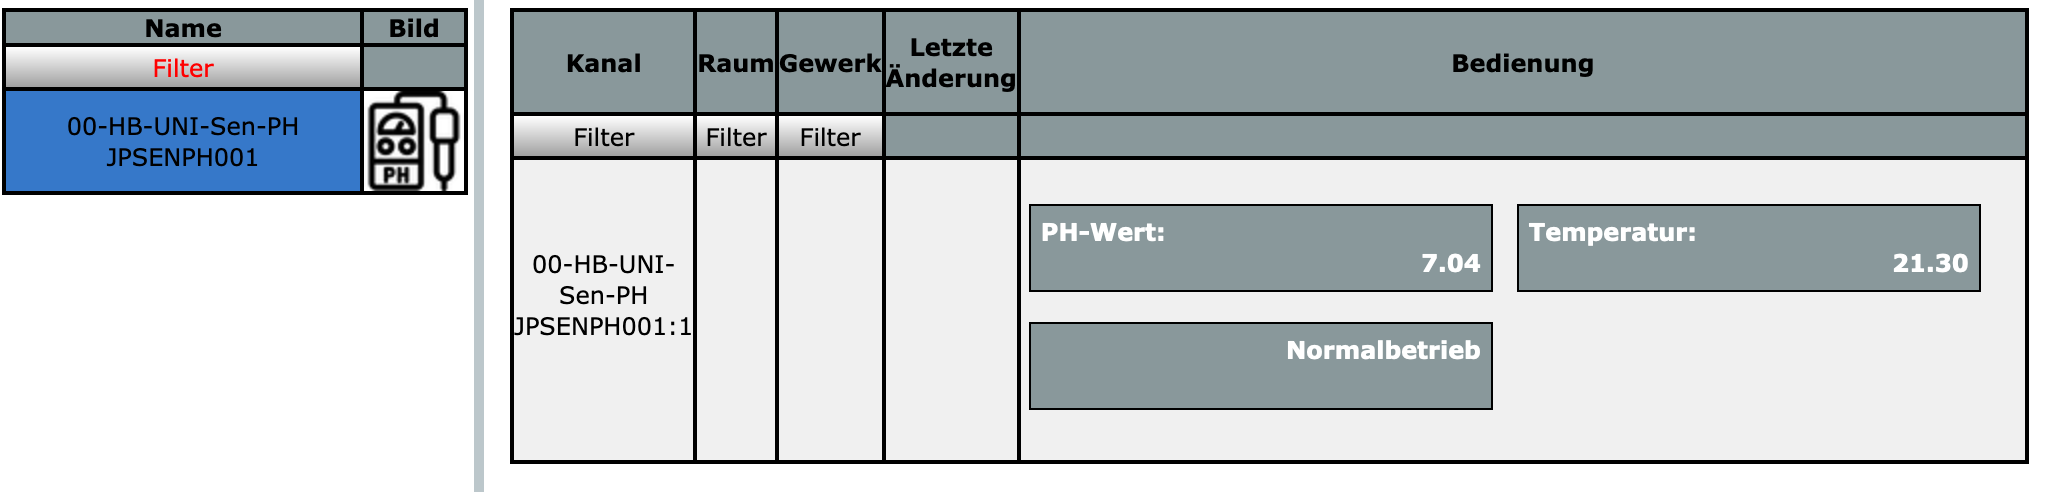 Name
Bild
Filter
00-HB-UNI-Sen-PH
JPSENPH001
PH
Kanal
Raum
Gewerk
Letzte
Änderung
Bedienung
Filter
Filter
Filter
00-HB-UNI-
Sen-PH
JPSENPH001:1
PH-Wert:
7.04
Temperatur:
21.30
Normalbetrieb